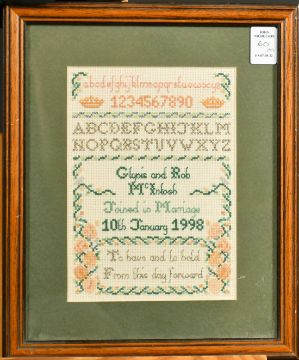 abcdefghijklmnopqrstuvwxyz
1234567890
ABCDEFGHIJKLM
NOPQRSTUVWXYZ
Glynis and Rob
McIntosh
Joined in Marriage
10th January 1998
To have and to hold
From this day forward
60